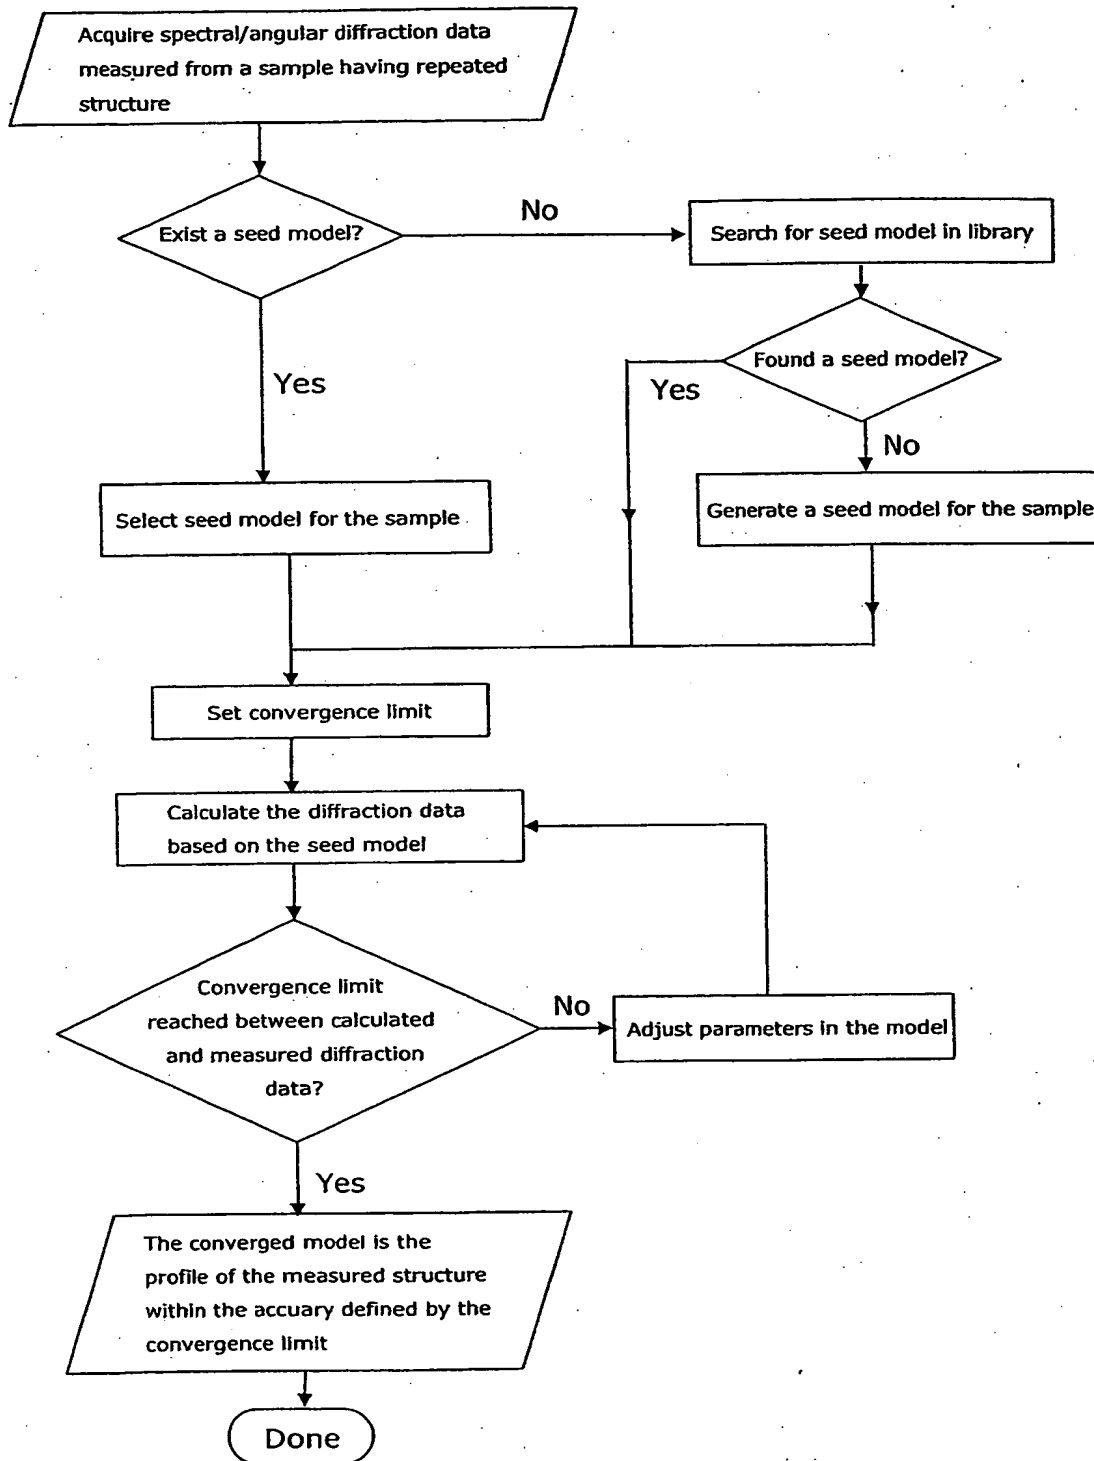 Acquire spectral/angular diffraction data
measured from a sample having repeated
structure
Exist a seed model?
No
Search for seed model in library
Found a seed model?
Yes
Yes
No
Select seed model for the sample
Generate a seed model for the sample
Set convergence limit
Calculate the diffraction data
based on the seed model
Convergence limit
reached between calculated
and measured diffraction
data?
No
Adjust parameters in the model
Yes
The converged model is the
profile of the measured structure
within the accuary defined by the
convergence limit
Done